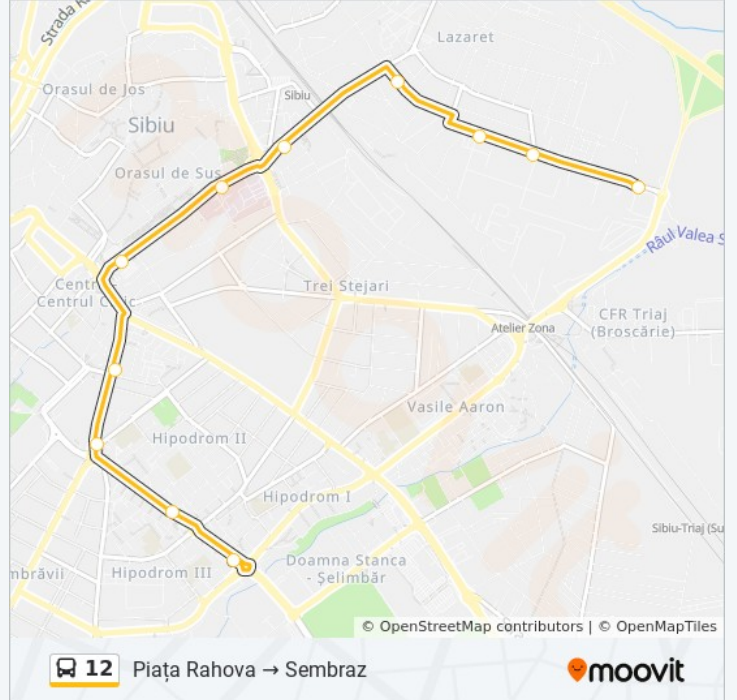 Strada R
Lazaret
Orasul de Jos
Sibiu
Sibiu
Orasul de Sus
Râul Valea S
Centr
Centrul C ic
Trei Stejari
CFR Triaj
(Broscărie)
Atelier Zona
Vasile Aaron
Hipodrom II
Hipodrom I
Sibiu-Triaj (Su
mbrăvii
Hipodrom III
Doamna Stanca
- Șelimbăr
© OpenStreetMap contributors | © OpenMapTiles
12 Piața Rahova → Sembraz
moovit